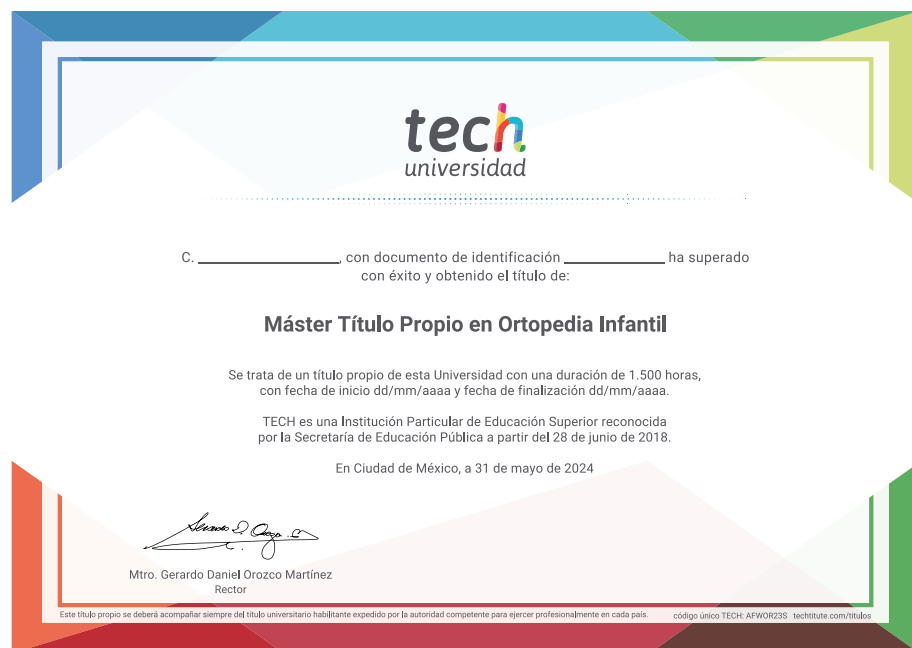 tech
universidad
C. ____________________, con documento de identificación ______________ ha superado
con éxito y obtenido el título de:
Máster Título Propio en Ortopedia Infantil
Se trata de un título propio de esta Universidad con una duración de 1.500 horas,
con fecha de inicio dd/mm/aaaa y fecha de finalización dd/mm/aaaa.
TECH es una Institución Particular de Educación Superior reconocida
por la Secretaría de Educación Pública a partir del 28 de junio de 2018.
En Ciudad de México, a 31 de mayo de 2024
Mtro. Gerardo Daniel Orozco Martínez
Rector
Este título propio se deberá acompañar siempre del título universitario habilitante expedido por la autoridad competente para ejercer profesionalmente en cada país.
código único TECH: AFWOR23S techtitute.com/titulos